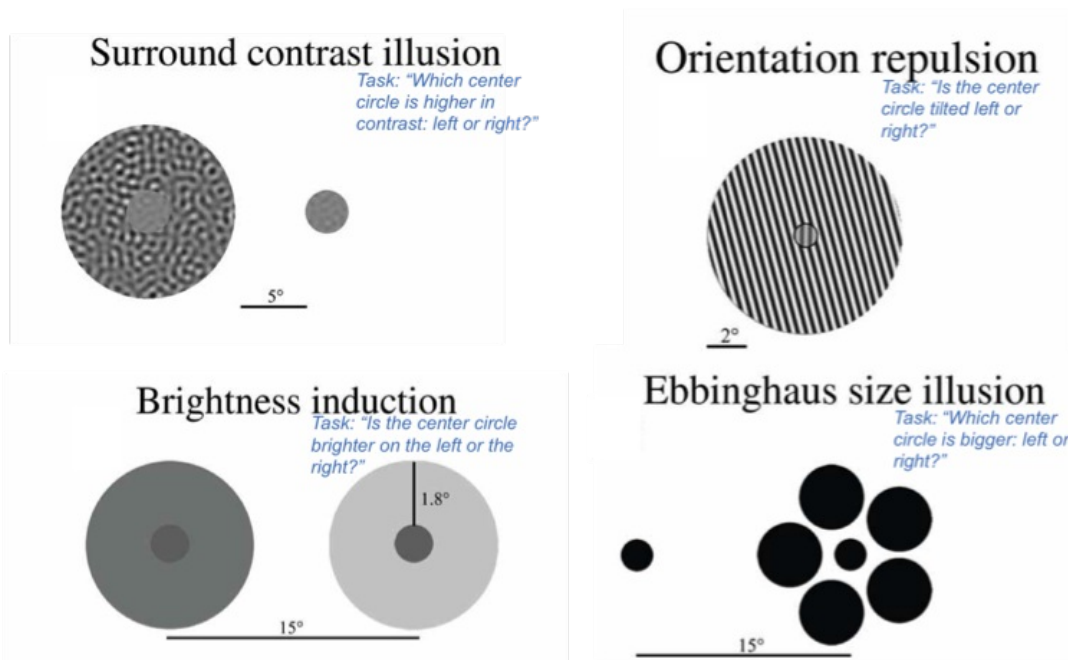 Surround contrast illusion
Task: “Which center
circle is higher in
contrast: left or right?”
5°
Orientation repulsion
Task: “Is the center
circle tilted left or
right?”
2°
Brightness induction
Task: “Is the center circle
brighter on the left or the
right?”
1.8°
15°
Ebbinghaus size illusion
Task: “Which center
circle is bigger: left or
right?”
15°